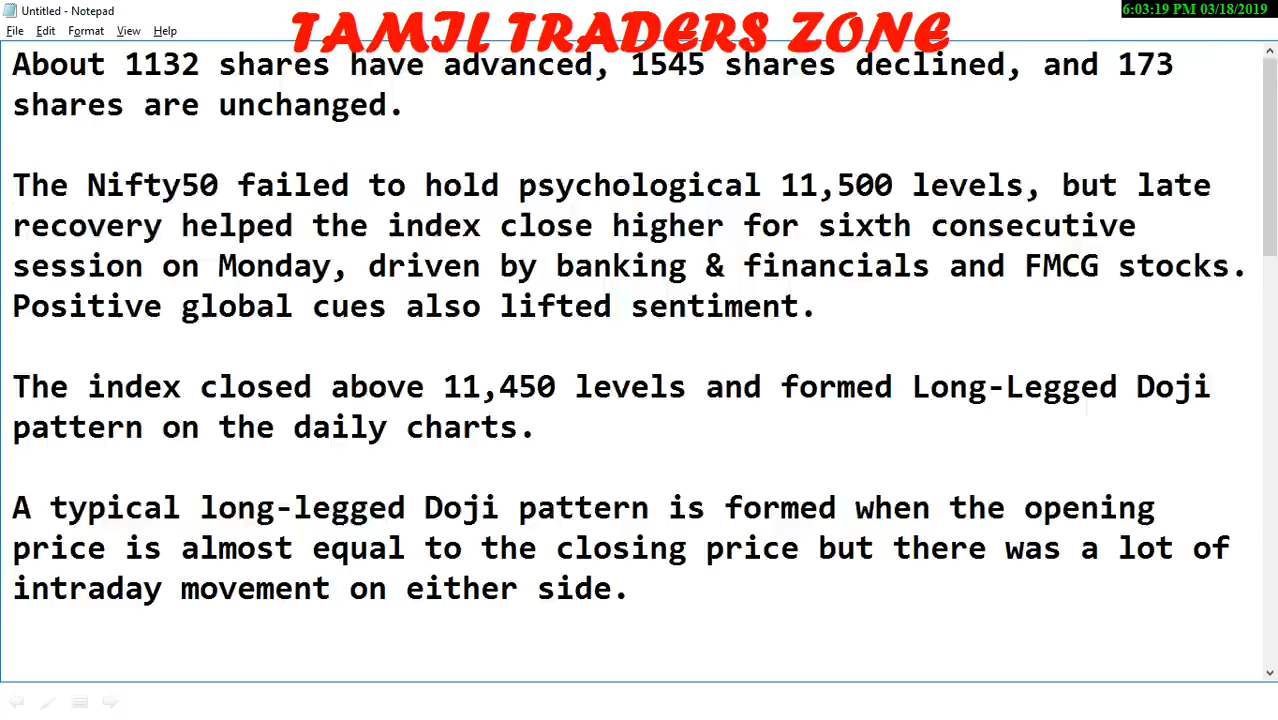 Untitled - Notepad
6:03:19 PM 03/18/2019
File Edit Format View Help
TAMIL TRADERS ZONE
About 1132 shares have advanced, 1545 shares declined, and 173
shares are unchanged.
The Nifty50 failed to hold psychological 11,500 levels, but late
recovery helped the index close higher for sixth consecutive
session on Monday, driven by banking & financials and FMCG stocks.
Positive global cues also lifted sentiment.
The index closed above 11,450 levels and formed Long-Legged Doji
pattern on the daily charts.
A typical long-legged Doji pattern is formed when the opening
price is almost equal to the closing price but there was a lot of
intraday movement on either side.